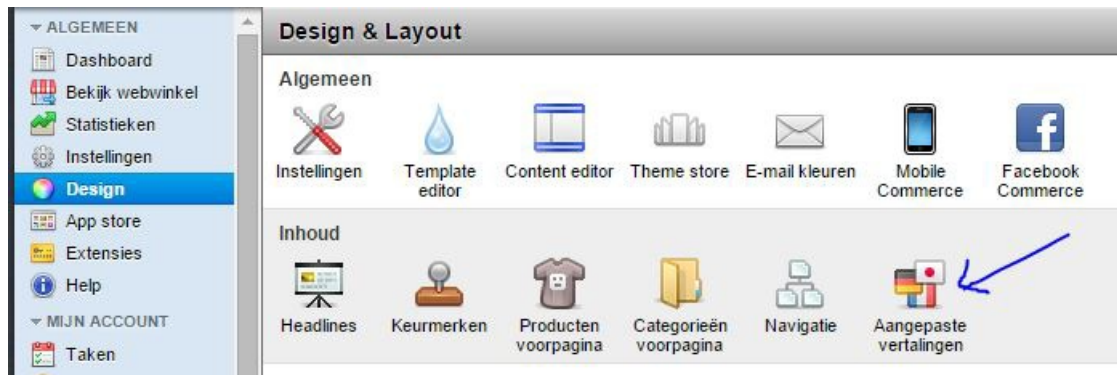 ALGEMEEN
Dashboard
Bekijk webwinkel
Statistieken
Instellingen
Design
App store
Extensies
Help
MIJN ACCOUNT
Taken
Design & Layout
Algemeen
Instellingen
Template
editor
Content editor
Theme store
E-mail kleuren
Mobile
Commerce
Facebook
Commerce
Inhoud
Headlines
Keurmerken
Producten
voorpagina
Categorieën
voorpagina
Navigatie
Aangepaste
vertalingen